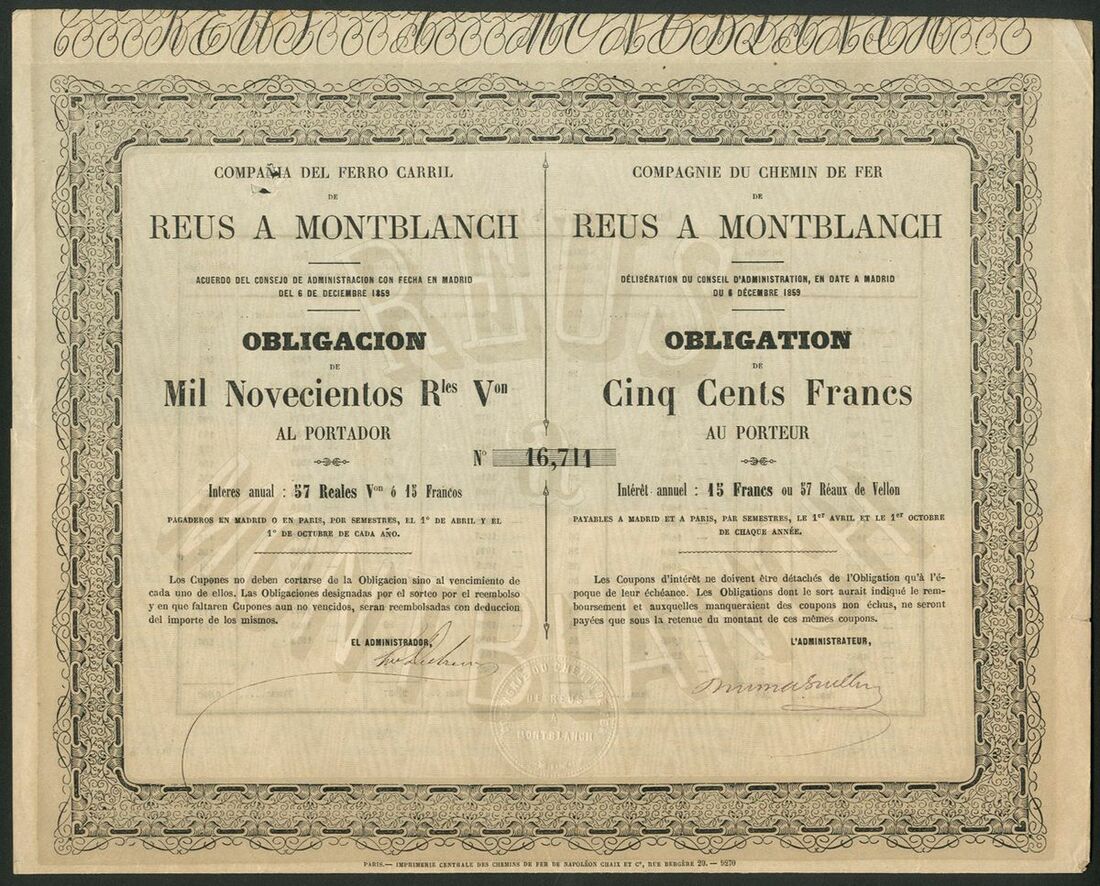 REUS A MONTBLANCH
COMPAÑIA DEL FERRO CARRIL
DE
REUS A MONTBLANCH
ACUERDO DEL CONSEJO DE ADMINISTRACION CON FECHA EN MADRID
DEL 6 DE DECIEMBRE 1859
OBLIGACION
DE
Mil Novecientos Rles Von
AL PORTADOR
Interes anual : 57 Reales Von ó 15 Francos
PAGADEROS EN MADRID O EN PARIS, POR SEMESTRES, EL 1º DE ABRIL Y EL
1º DE OCTUBRE DE CADA AÑO.
Los Cupones no deben cortarse de la Obligacion sino al vencimiento de
cada uno de ellos. Las Obligaciones designadas por el sorteo por el reembolso
y en que faltaren Cupones aun no vencidos, seran reembolsadas con deduccion
del importe de los mismos.
EL ADMINISTRADOR,
Nº 16,711
COMPAGNIE DU CHEMIN DE FER
DE
REUS A MONTBLANCH
DÉLIBÉRATION DU CONSEIL D'ADMINISTRATION, EN DATE A MADRID
DU 6 DÉCEMBRE 1859
OBLIGATION
DE
Cinq Cents Francs
AU PORTEUR
Intérêt annuel : 15 Francs ou 57 Réaux de Vellon
PAYABLES A MADRID ET A PARIS, PAR SEMESTRES, LE 1er AVRIL ET LE 1er OCTOBRE
DE CHAQUE ANNÉE.
Les Coupons d'intérêt ne doivent être détachés de l'Obligation qu'à l'é-
poque de leur échéance. Les Obligations dont le sort aurait indiqué le rem-
boursement et auxquelles manqueraient des coupons non échus, ne seront
payées que sous la retenue du montant de ces mêmes coupons.
L'ADMINISTRATEUR,
REUS
à
MONTBLANCH
DE REUS
A
MONTBLANCH
PARIS.— IMPRIMERIE CENTRALE DES CHEMINS DE FER DE NAPOLÉON CHAIX ET Cº, RUE BERGÈRE 20. — 9270